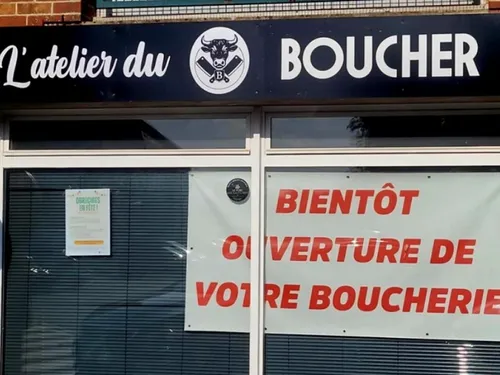 L'atelier du BOUCHER
B
BIENTÔT
OUVERTURE DE
VOTRE BOUCHERIE